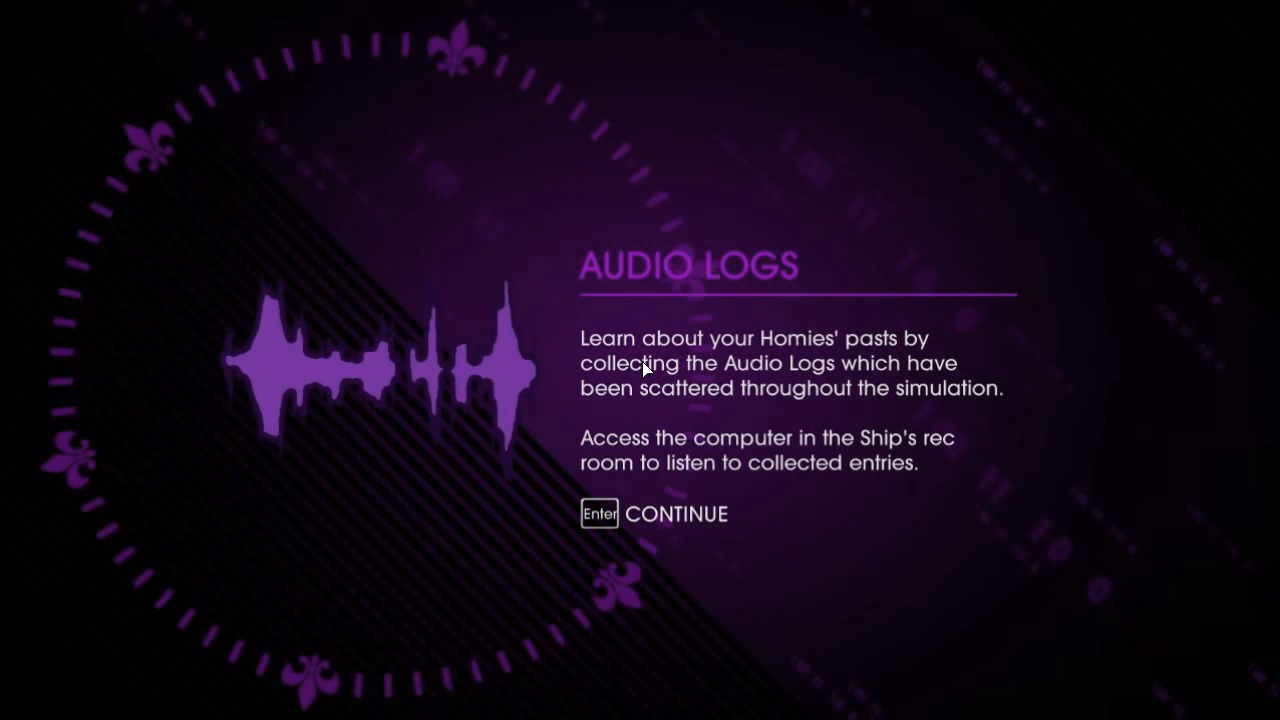 AUDIO LOGS
Learn about your Homies' pasts by
collecting the Audio Logs which have
been scattered throughout the simulation.
Access the computer in the Ship's rec
room to listen to collected entries.
Enter CONTINUE